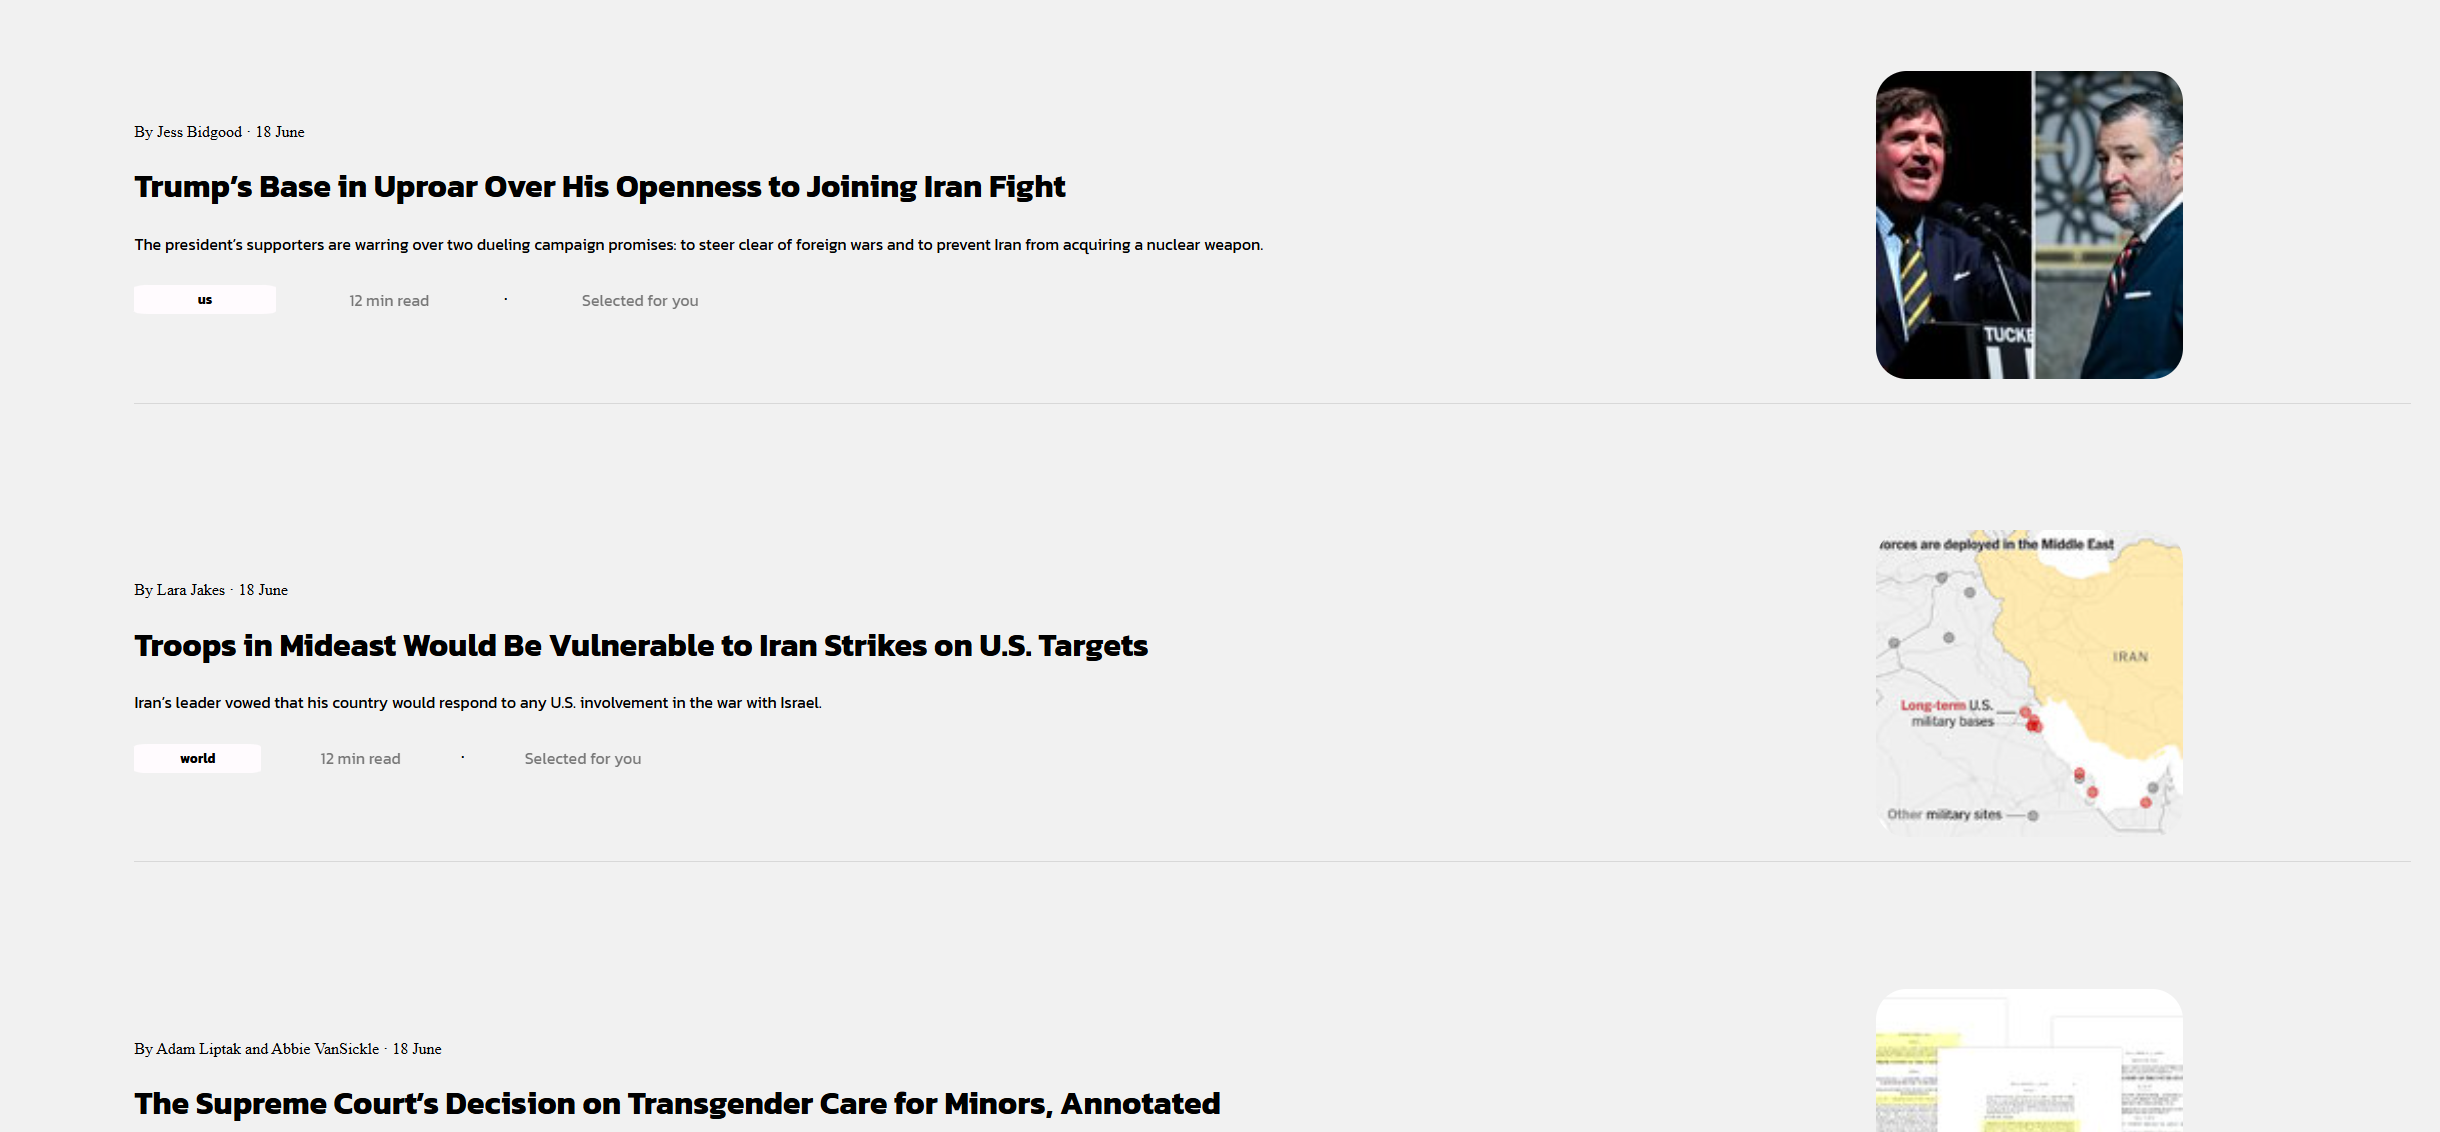 By Jess Bidgood · 18 June
Trump’s Base in Uproar Over His Openness to Joining Iran Fight
The president’s supporters are warring over two dueling campaign promises: to steer clear of foreign wars and to prevent Iran from acquiring a nuclear weapon.
us
12 min read · Selected for you
TUCKE
By Lara Jakes · 18 June
Troops in Mideast Would Be Vulnerable to Iran Strikes on U.S. Targets
Iran’s leader vowed that his country would respond to any U.S. involvement in the war with Israel.
world
12 min read · Selected for you
orces are deployed in the Middle East
IRAN
Long-term U.S.
military bases
Other military sites
By Adam Liptak and Abbie VanSickle · 18 June
The Supreme Court’s Decision on Transgender Care for Minors, Annotated